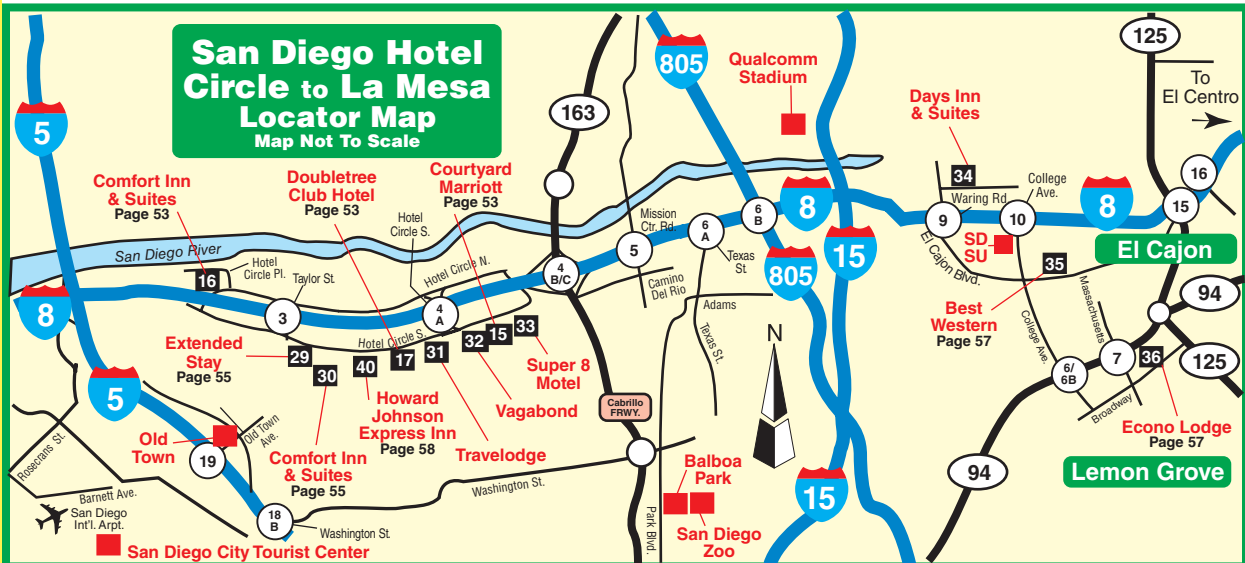 San Diego Hotel
Circle to La Mesa
Locator Map
Map Not To Scale
5
805
163
125
Qualcomm
Stadium
To
El Centro
Days Inn
& Suites
34
Comfort Inn
& Suites
Page 53
Doubletree
Club Hotel
Page 53
Courtyard
Marriott
Page 53
Hotel
Circle S.
San Diego River
16
Hotel
Circle Pl.
Taylor St.
Hotel Circle N.
Mission
Ctr. Rd.
6
A
6
B
8
Texas
St.
9
Waring Rd.
10
College
Ave.
8
15
16
8
3
4
A
4
B/C
5
Camino
Del Rio
805
15
El Cajon Blvd.
SD
SU
35
El Cajon
94
125
Extended
Stay
Page 55
29
30
40
17
31
32
15
33
Hotel Circle S.
Super 8
Motel
Vagabond
Travelodge
Howard
Johnson
Express Inn
Page 58
Comfort Inn
& Suites
Page 55
Adams
Texas St.
N
Best
Western
Page 57
College Ave.
Massachusetts
6/
6B
7
36
Broadway
Econo Lodge
Page 57
Lemon Grove
94
5
Old
Town
Old Town
Ave.
19
Rosecrans St.
Barnett Ave.
San Diego
Int'l. Arpt.
18
B
Washington St.
Washington St.
San Diego City Tourist Center
Cabrillo
FRWY.
Park Blvd.
Balboa
Park
San Diego
Zoo
15